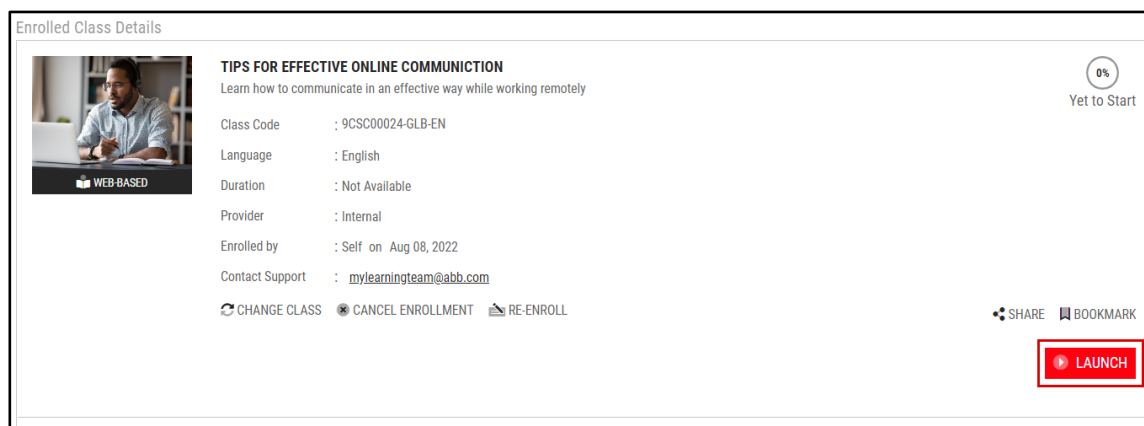 Enrolled Class Details
TIPS FOR EFFECTIVE ONLINE COMMUNICTION
Learn how to communicate in an effective way while working remotely
0%
Yet to Start
Class Code : 9CSC00024-GLB-EN
Language : English
WEB-BASED
Duration : Not Available
Provider : Internal
Enrolled by : Self on Aug 08, 2022
Contact Support : mylearningteam@abb.com
CHANGE CLASS CANCEL ENROLLMENT RE-ENROLL
SHARE BOOKMARK
LAUNCH